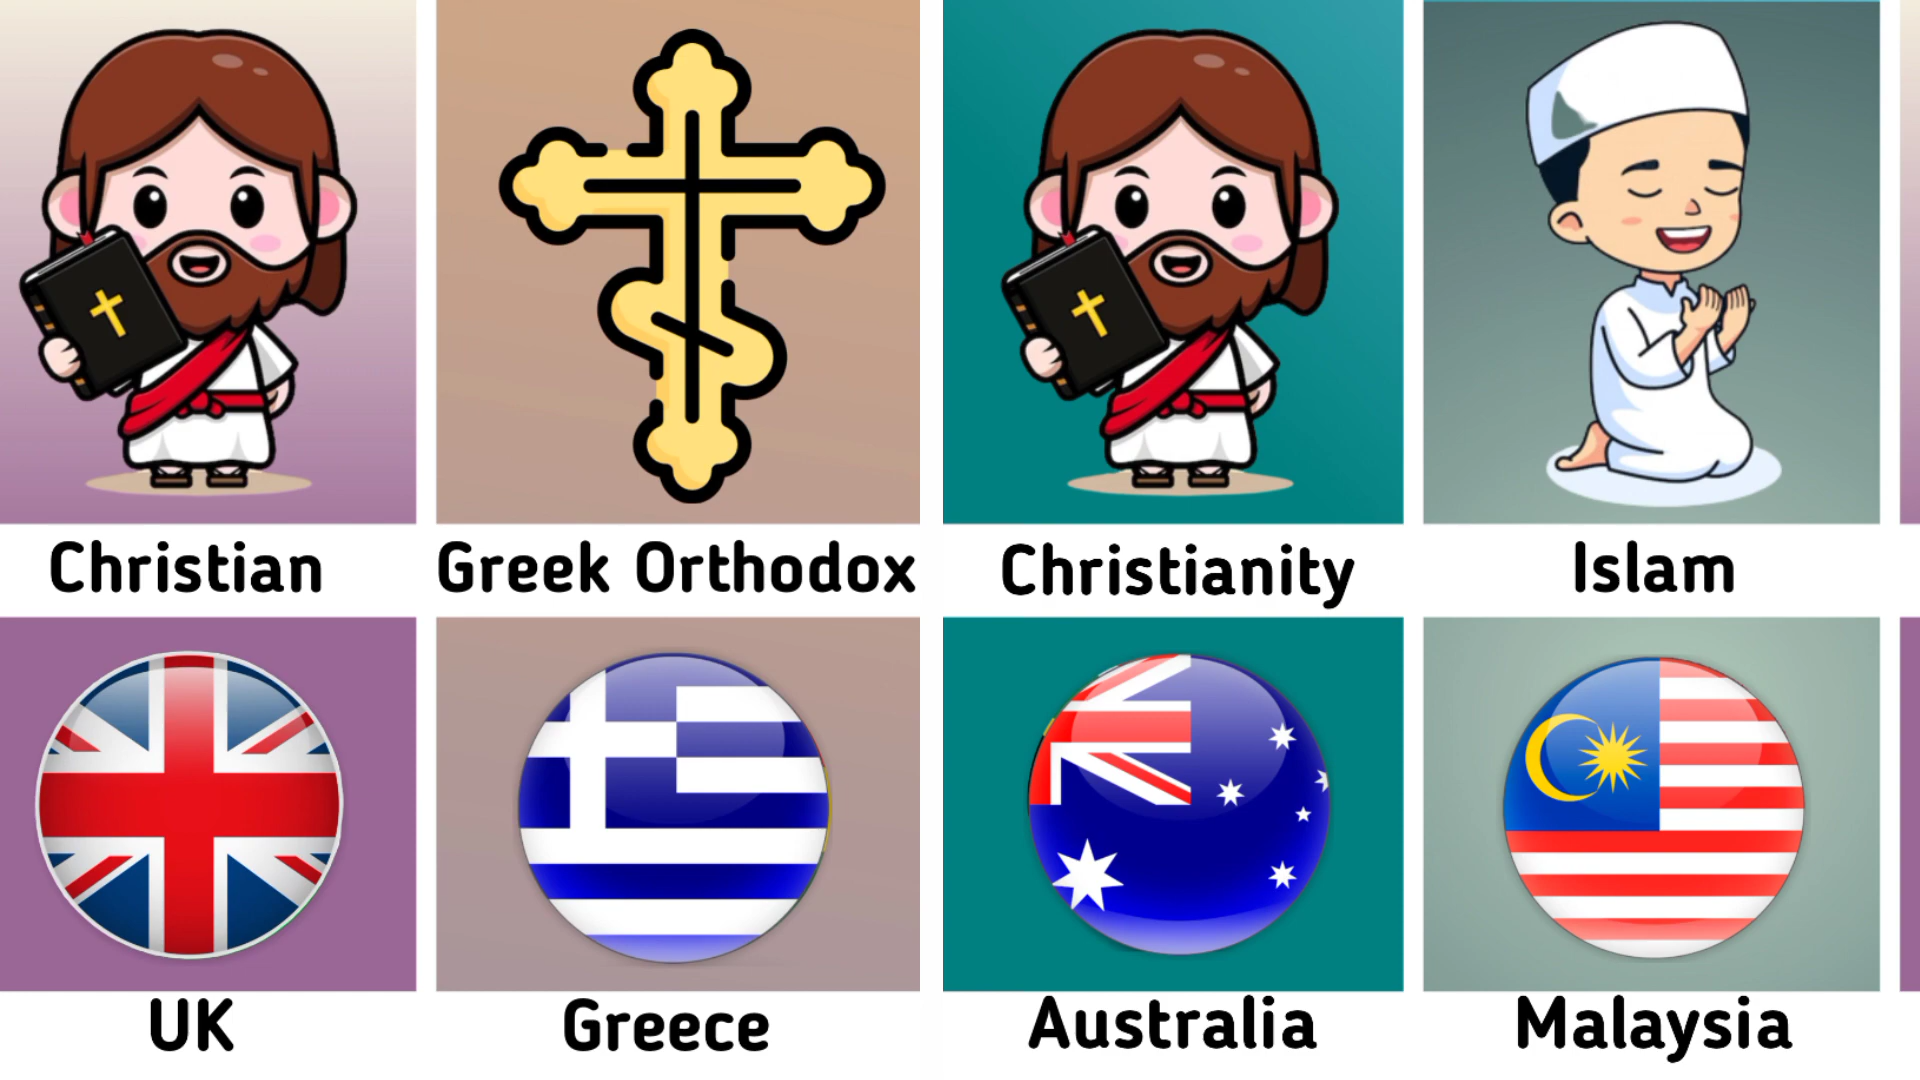 Christian
Greek Orthodox
Christianity
Islam
UK
Greece
Australia
Malaysia